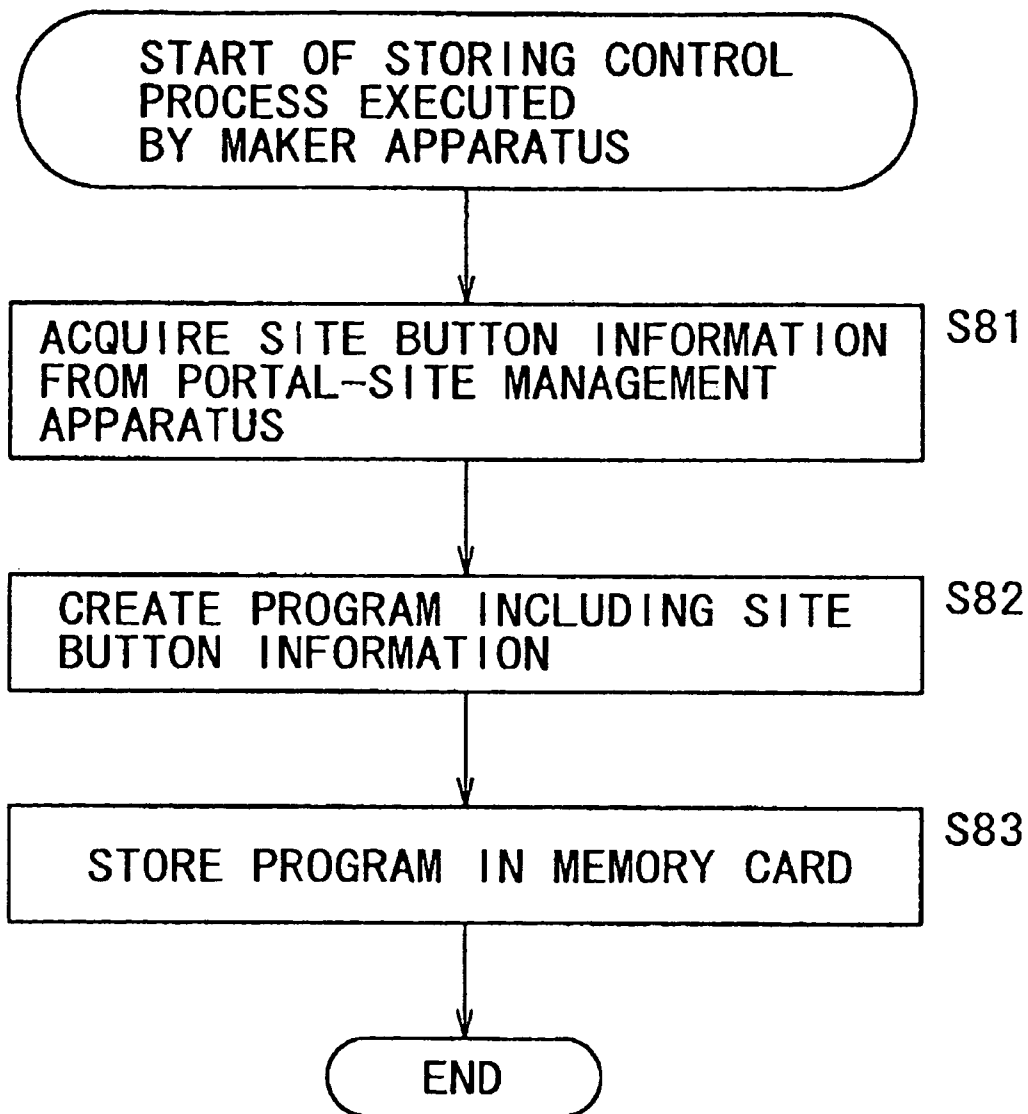 START OF STORING CONTROL
PROCESS EXECUTED
BY MAKER APPARATUS
ACQUIRE SITE BUTTON INFORMATION
FROM PORTAL-SITE MANAGEMENT
APPARATUS
S81
CREATE PROGRAM INCLUDING SITE
BUTTON INFORMATION
S82
STORE PROGRAM IN MEMORY CARD
S83
END